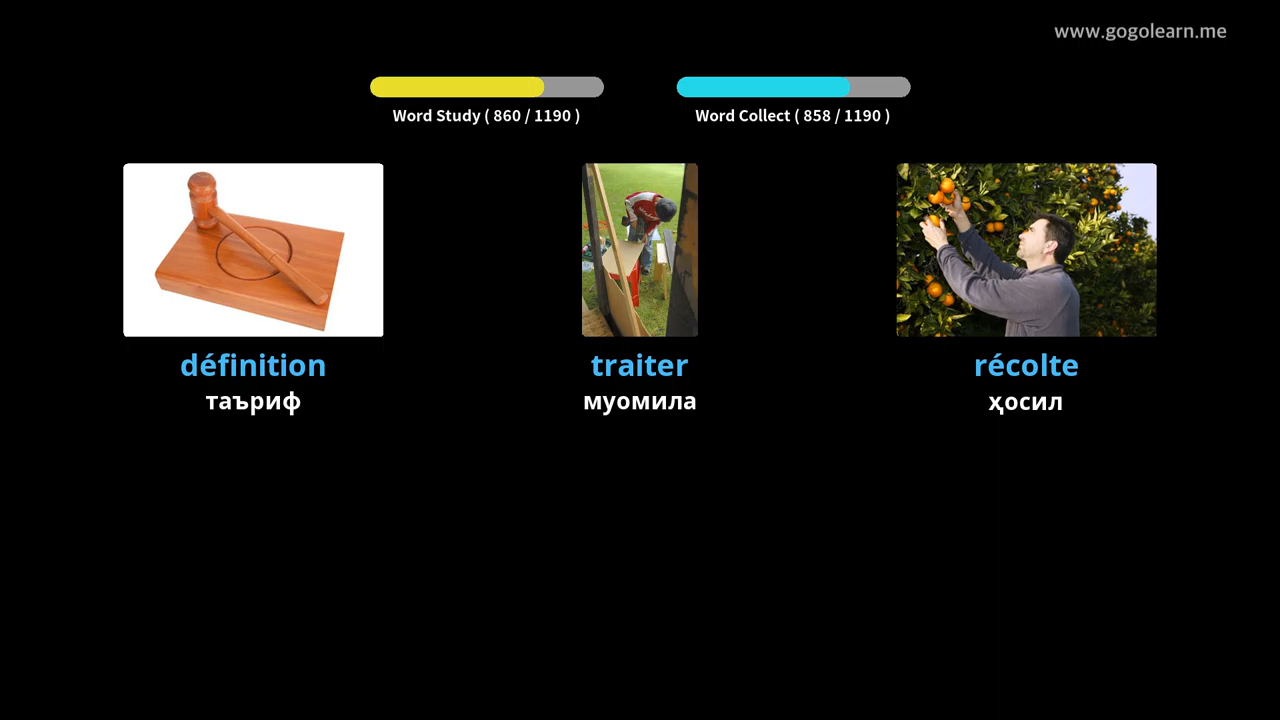 www.gogolearn.me
Word Study ( 860 / 1190 )
Word Collect ( 858 / 1190 )
définition
traiter
récolte
таъриф
муомила
ҳосил